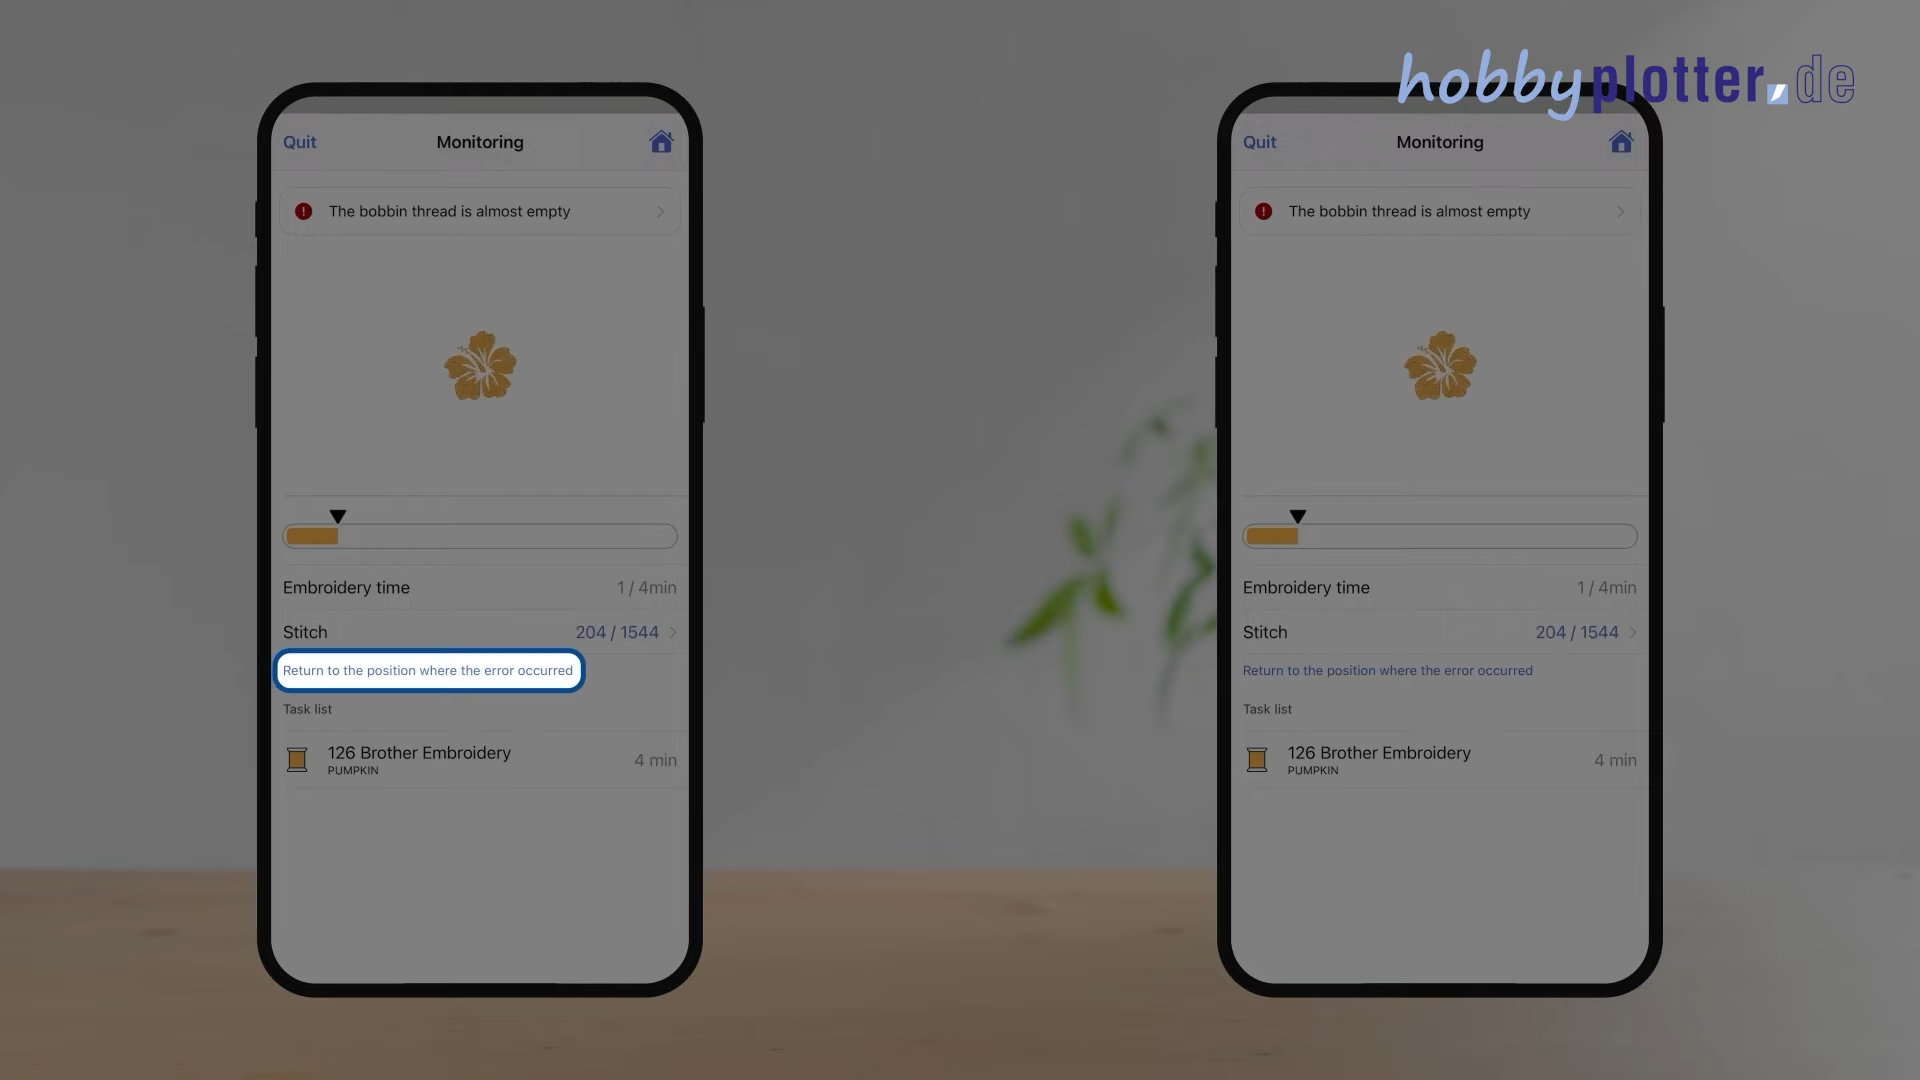 hobbyplotter.de
Quit
Monitoring
The bobbin thread is almost empty
Embroidery time
1 / 4min
Stitch
204 / 1544
Return to the position where the error occurred
Task list
126 Brother Embroidery
4 min
PUMPKIN
Quit
Monitoring
The bobbin thread is almost empty
Embroidery time
1 / 4min
Stitch
204 / 1544
Return to the position where the error occurred
Task list
126 Brother Embroidery
4 min
PUMPKIN